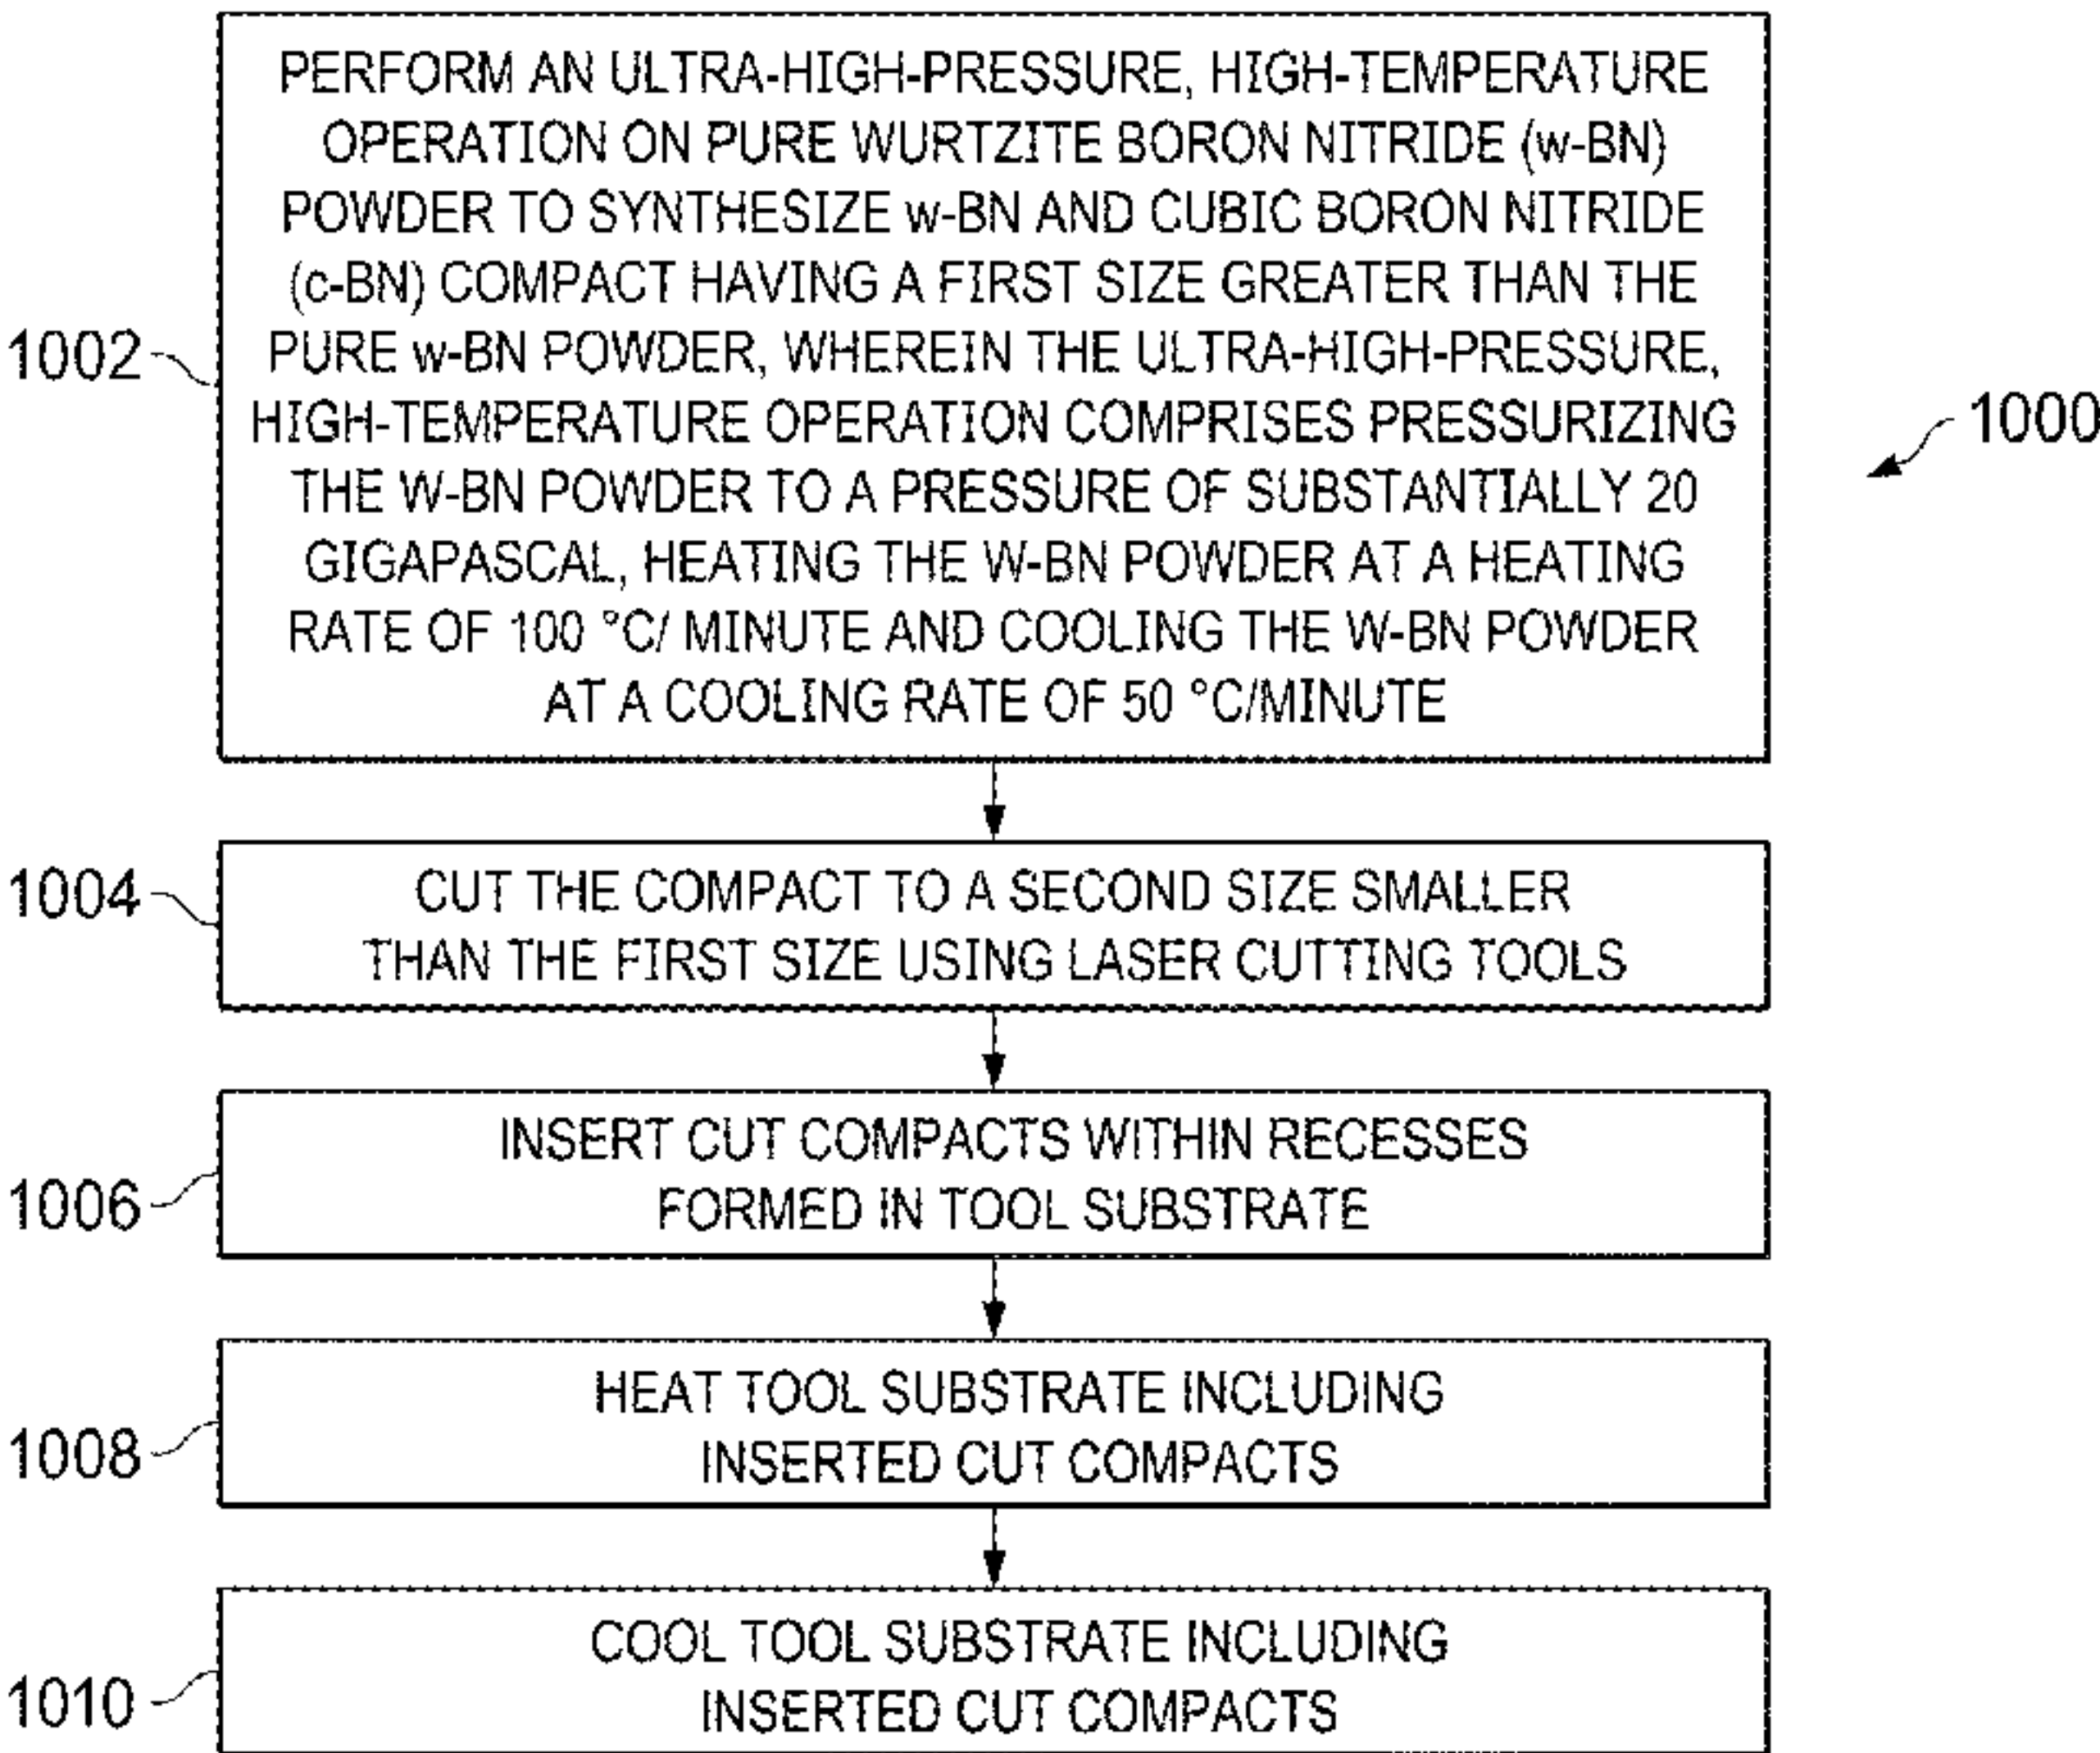 PERFORM AN ULTRA-HIGH-PRESSURE, HIGH-TEMPERATURE
OPERATION ON PURE WURTZITE BORON NITRIDE (w-BN)
POWDER TO SYNTHESIZE w-BN AND CUBIC BORON NITRIDE
(c-BN) COMPACT HAVING A FIRST SIZE GREATER THAN THE
PURE w-BN POWDER, WHEREIN THE ULTRA-HIGH-PRESSURE,
HIGH-TEMPERATURE OPERATION COMPRISES PRESSURIZING
THE W-BN POWDER TO A PRESSURE OF SUBSTANTIALLY 20
GIGAPASCAL, HEATING THE W-BN POWDER AT A HEATING
RATE OF 100 °C/ MINUTE AND COOLING THE W-BN POWDER
AT A COOLING RATE OF 50 °C/MINUTE
1002
1000
1004
CUT THE COMPACT TO A SECOND SIZE SMALLER
THAN THE FIRST SIZE USING LASER CUTTING TOOLS
1006
INSERT CUT COMPACTS WITHIN RECESSES
FORMED IN TOOL SUBSTRATE
1008
HEAT TOOL SUBSTRATE INCLUDING
INSERTED CUT COMPACTS
1010
COOL TOOL SUBSTRATE INCLUDING
INSERTED CUT COMPACTS